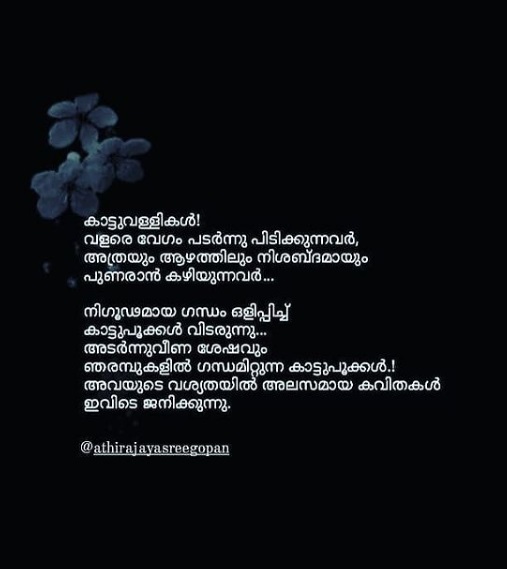 കാട്ടുവള്ളികൾ!
വളരെ വേഗം പടർന്നു പിടിക്കുന്നവർ,
അത്രയും ആഴത്തിലും നിശബ്ദമായും
പുണരാൻ കഴിയുന്നവർ...
നിഗൂഢമായ ഗന്ധം ഒളിപ്പിച്ച്
കാട്ടുപൂക്കൾ വിടരുന്നു...
അടർന്നുവീണ ശേഷവും
ഞരമ്പുകളിൽ ഗന്ധമിറ്റുന്ന കാട്ടുപൂക്കൾ.!
അവയുടെ വശ്യതയിൽ അലസമായ കവിതകൾ
ഇവിടെ ജനിക്കുന്നു.
@athirajayasreegopan